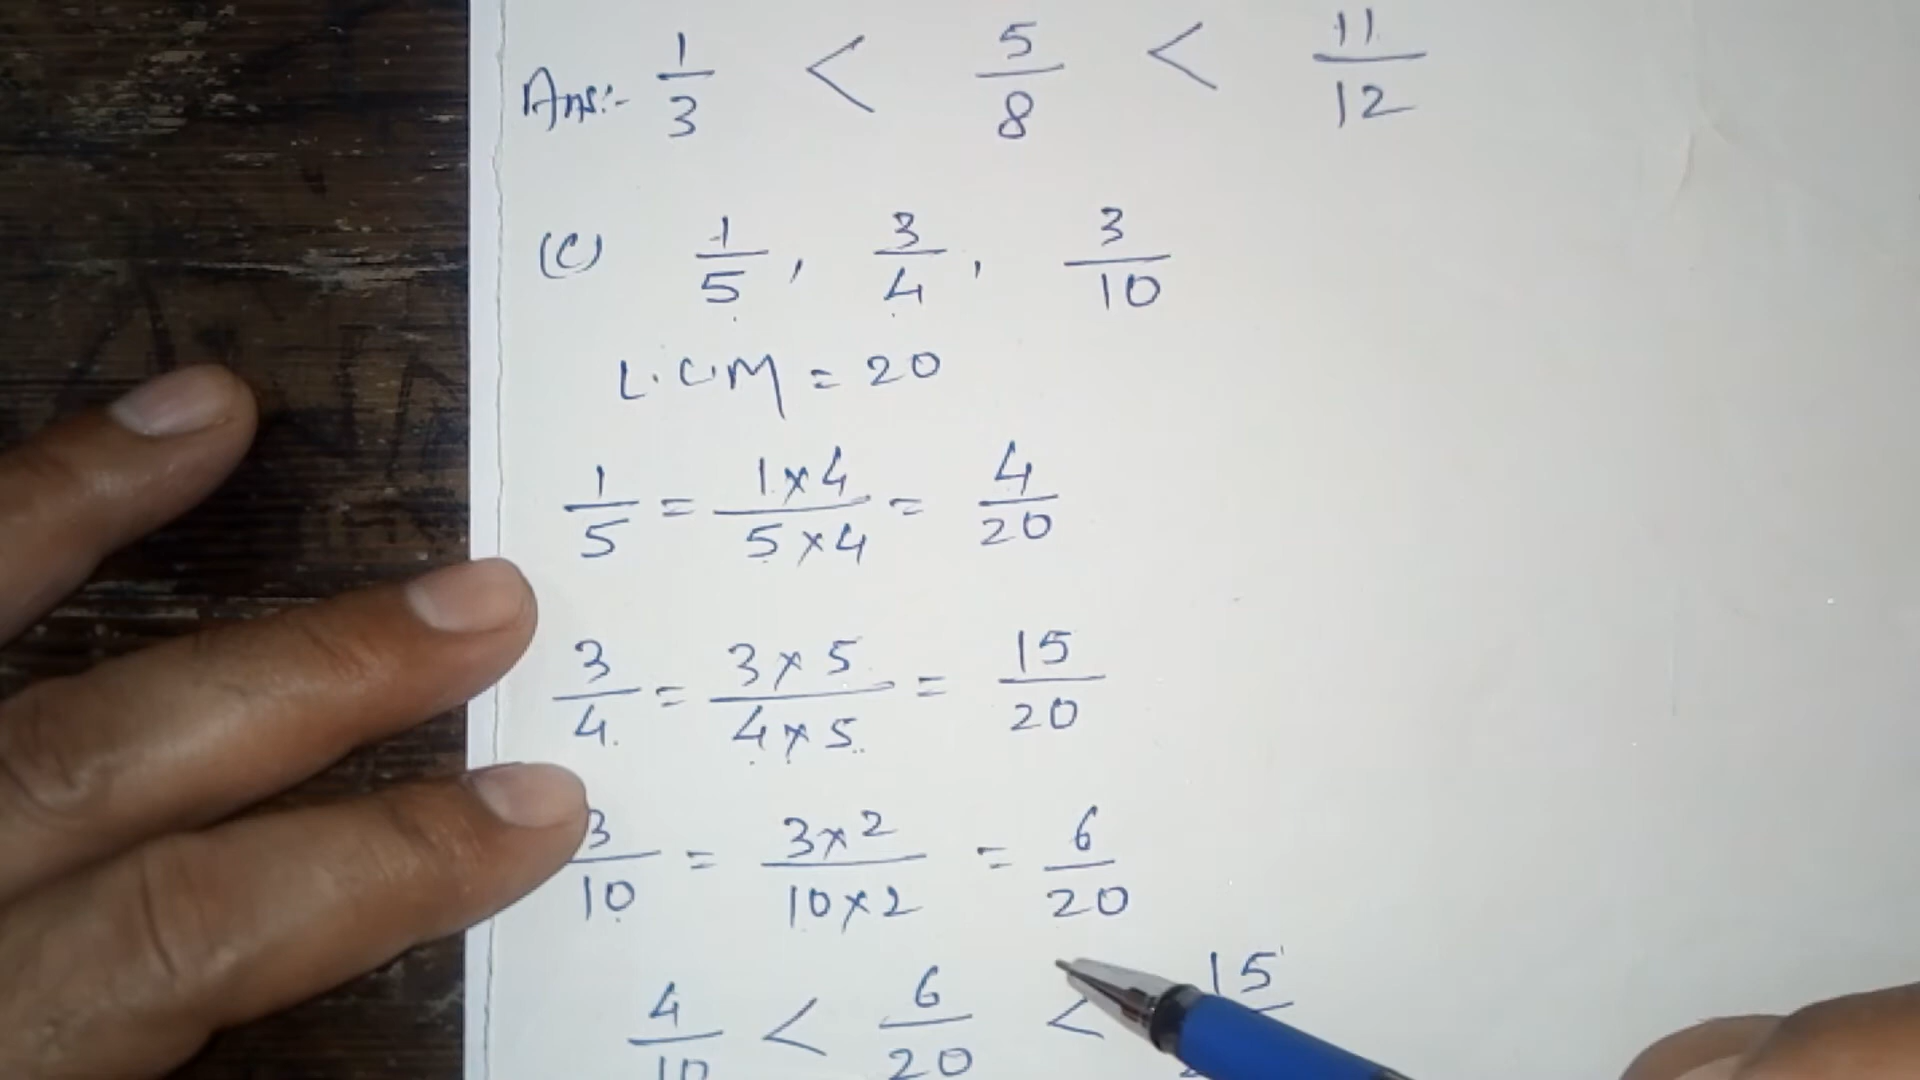 Ans:- 1/3 < 5/8 < 11/12
(C) 1/5, 3/4, 3/10
L.C.M = 20
1/5 = 1×4/5×4 = 4/20
3/4 = 3×5/4×5 = 15/20
3/10 = 3×2/10×2 = 6/20
4/10 < 6/20 < 15